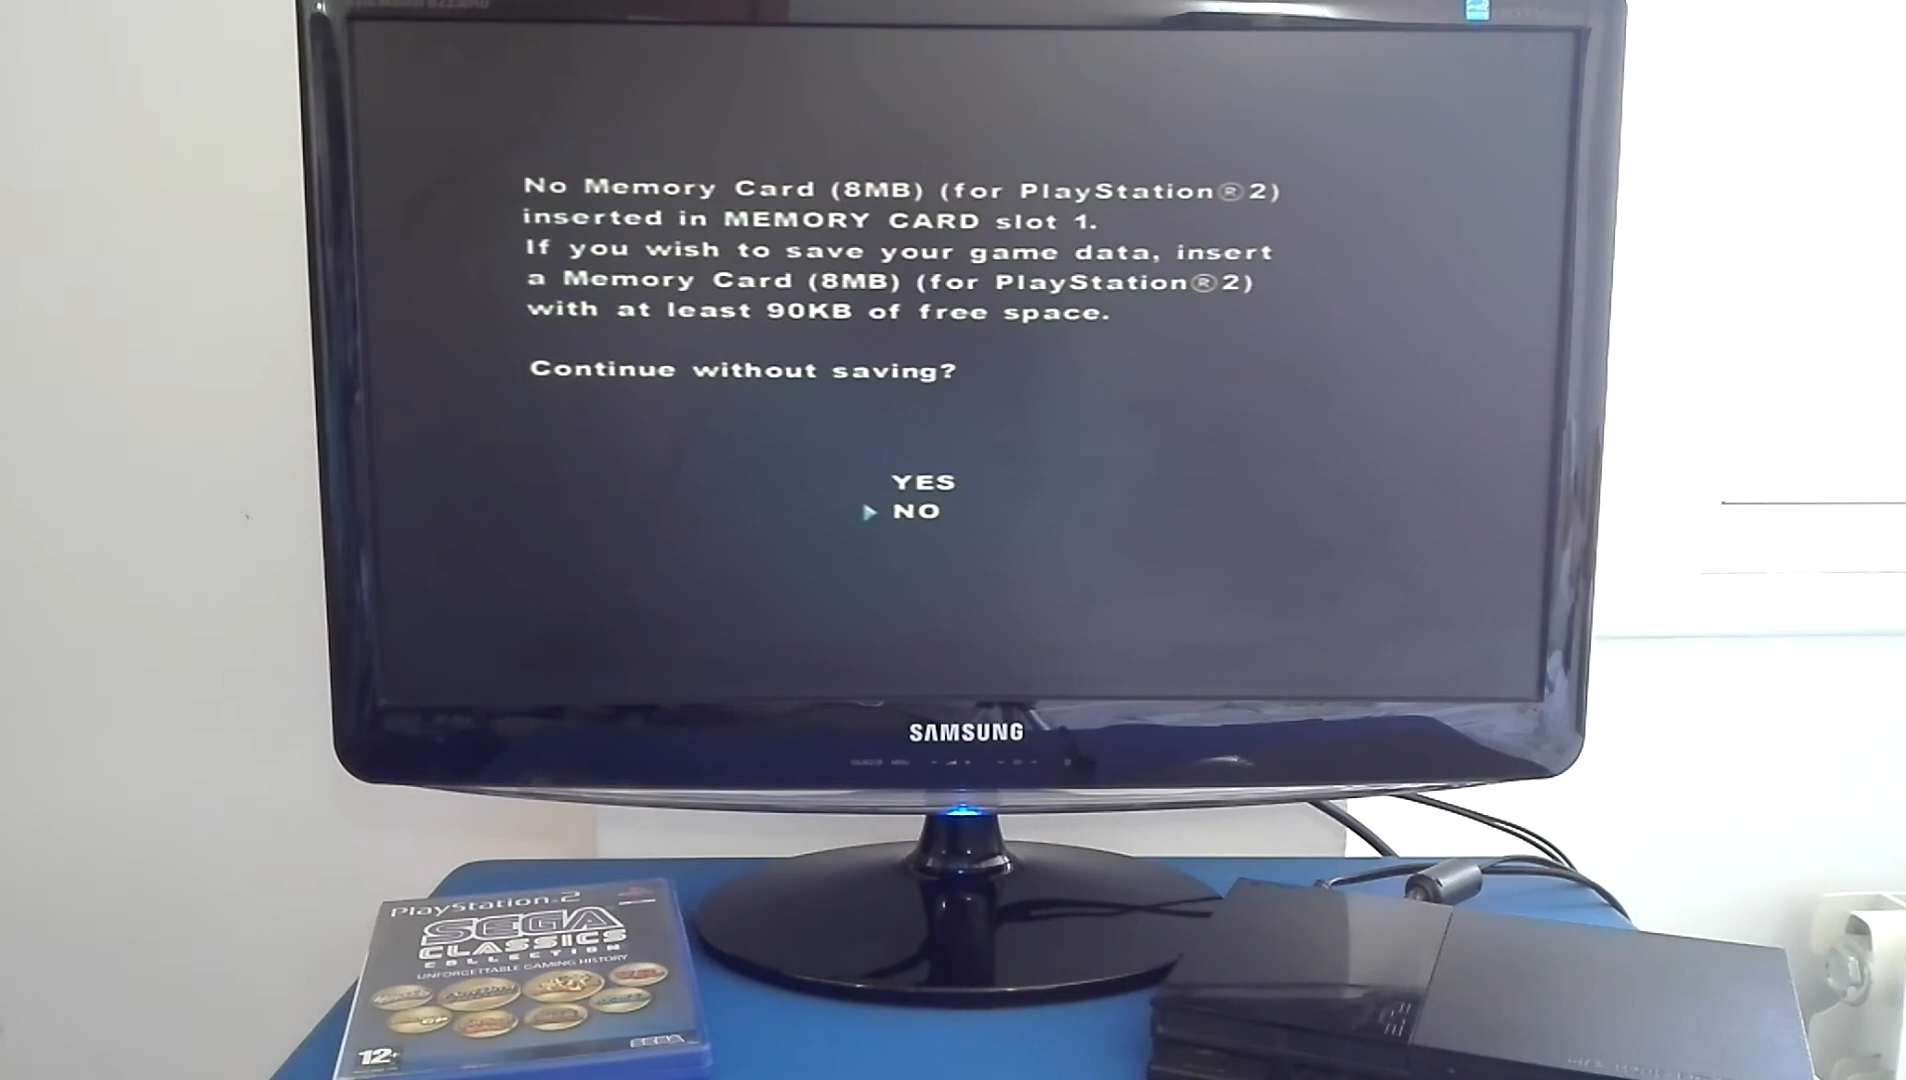 No Memory Card (8MB) (for PlayStation®2)
inserted in MEMORY CARD slot 1.
If you wish to save your game data, insert
a Memory Card (8MB) (for PlayStation®2)
with at least 90KB of free space.
Continue without saving?
YES
NO
SAMSUNG
PlayStation 2
SEGA
CLASSICS
COLLECTION
UNFORGETTABLE GAMING HISTORY
12+
SEGA